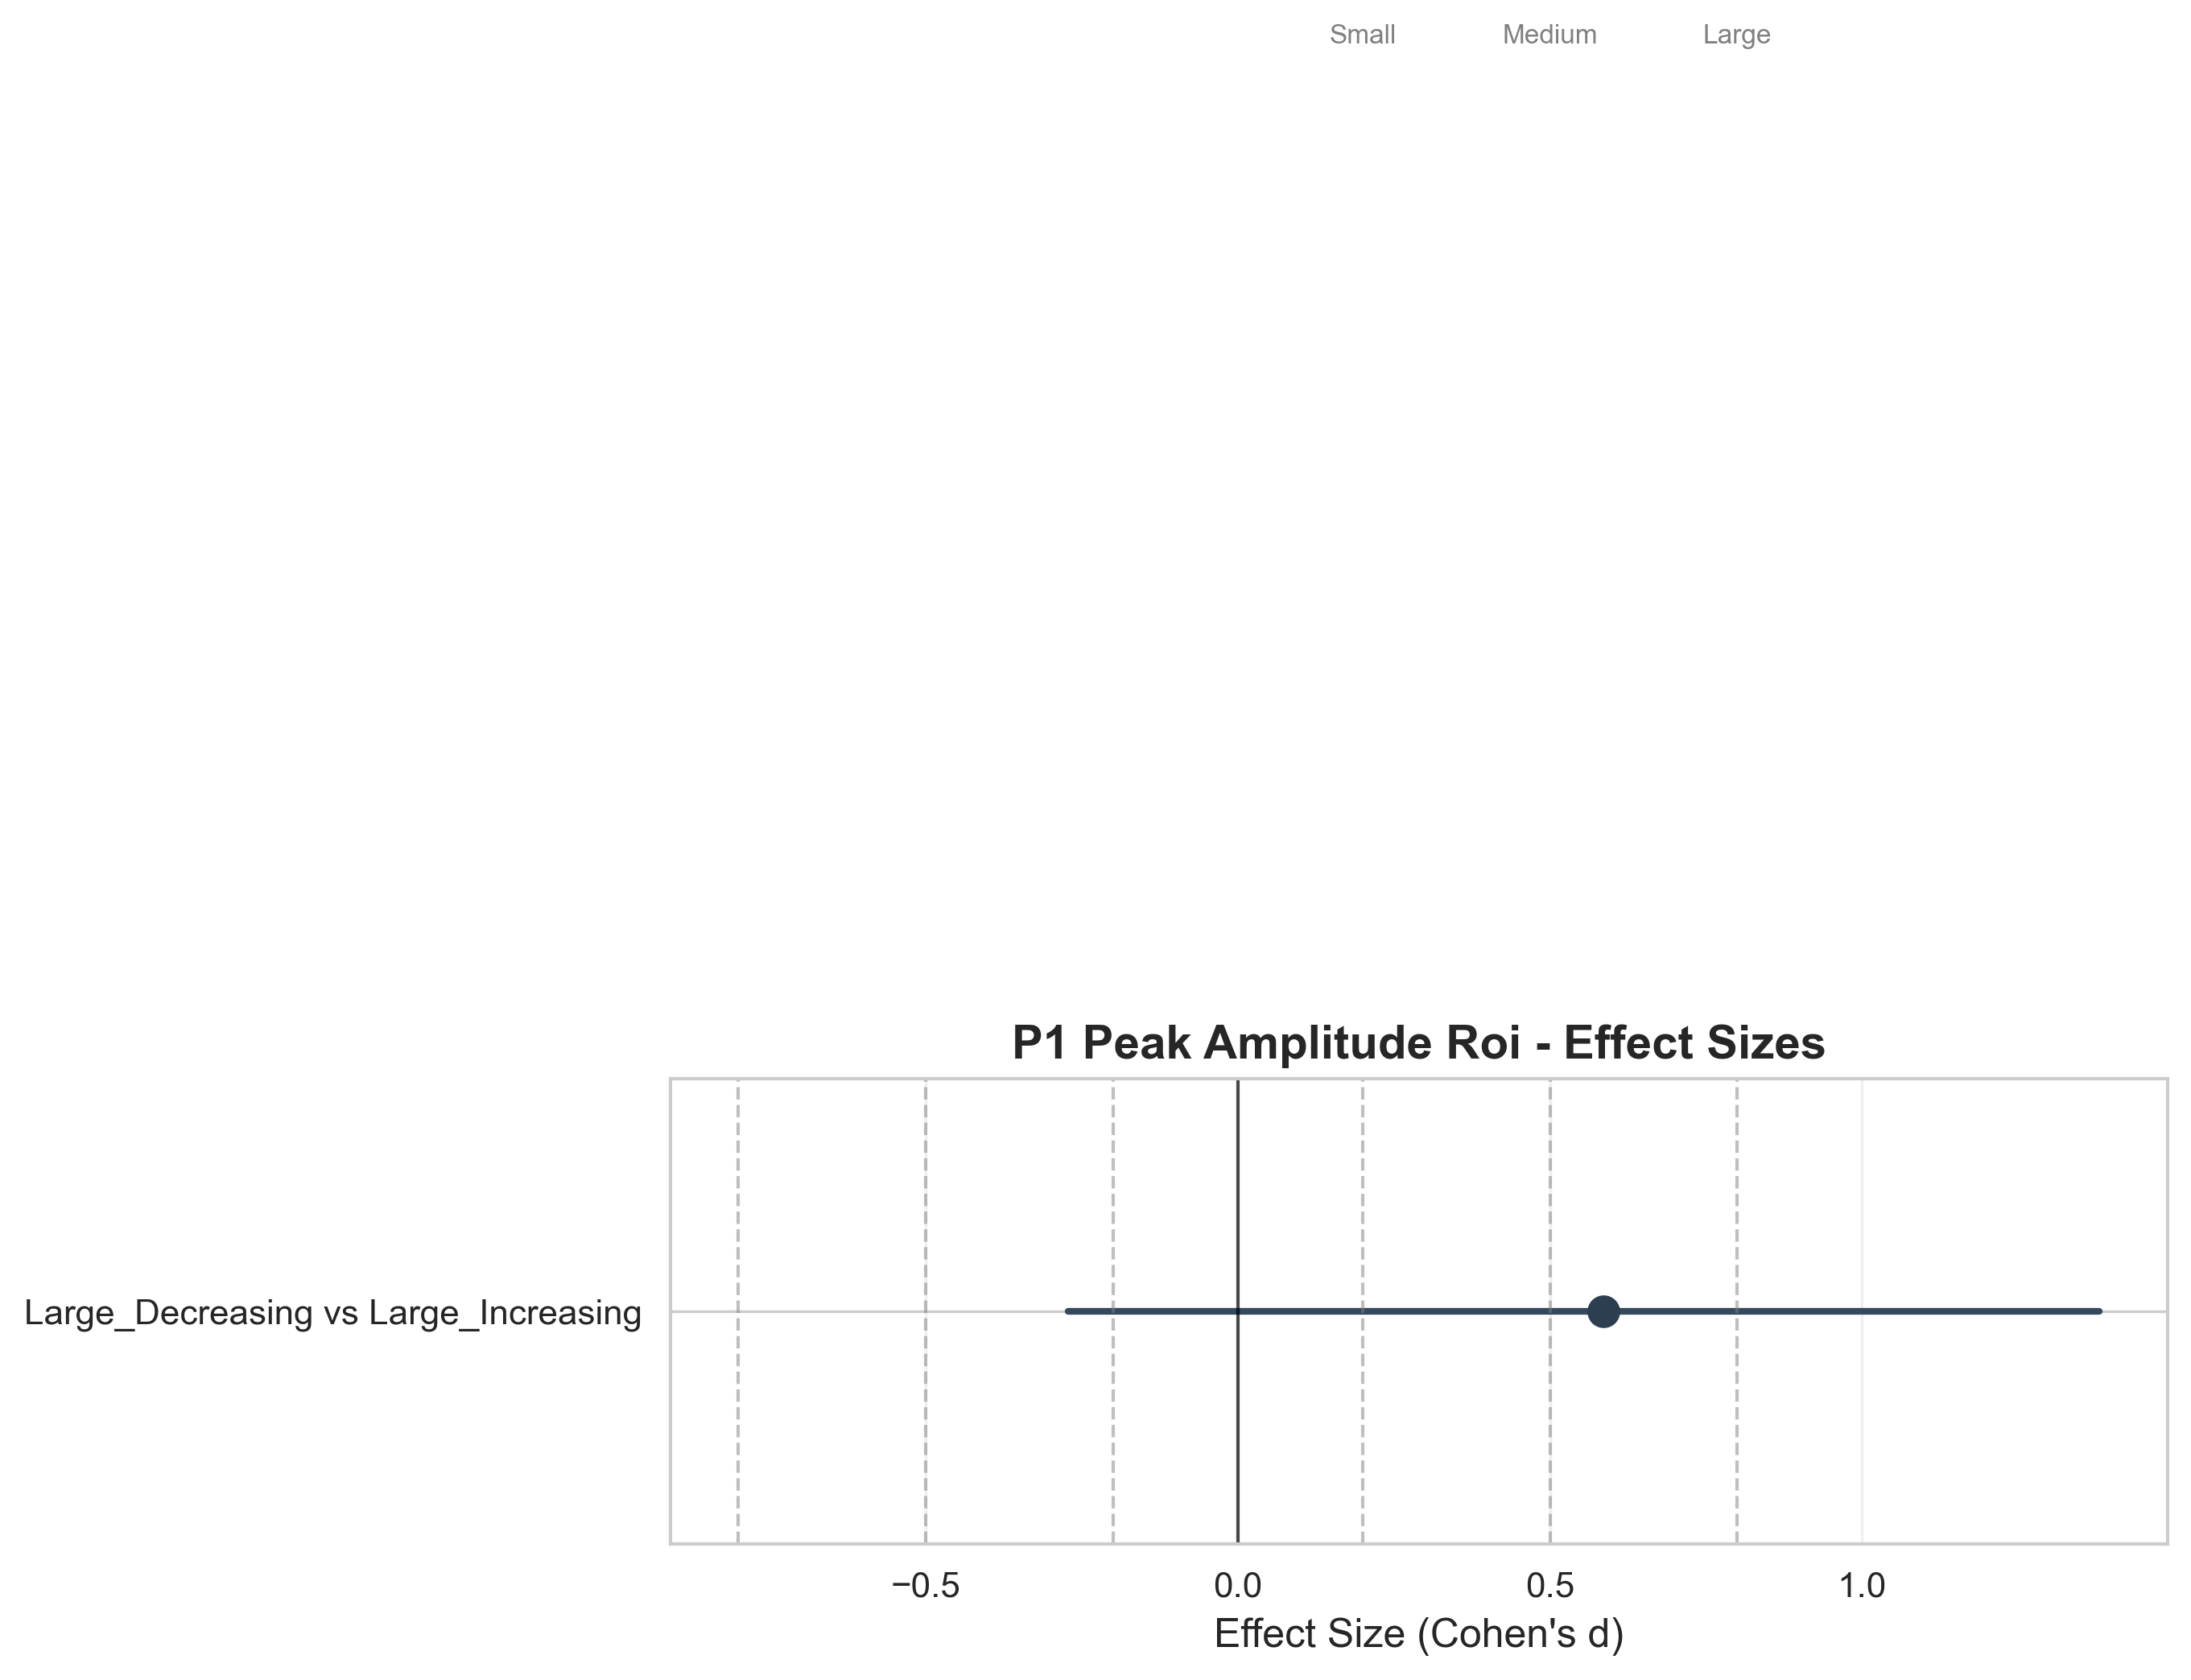 Small Medium Large
P1 Peak Amplitude Roi - Effect Sizes
Large_Decreasing vs Large_Increasing
−0.5 0.0 0.5 1.0
Effect Size (Cohen's d)